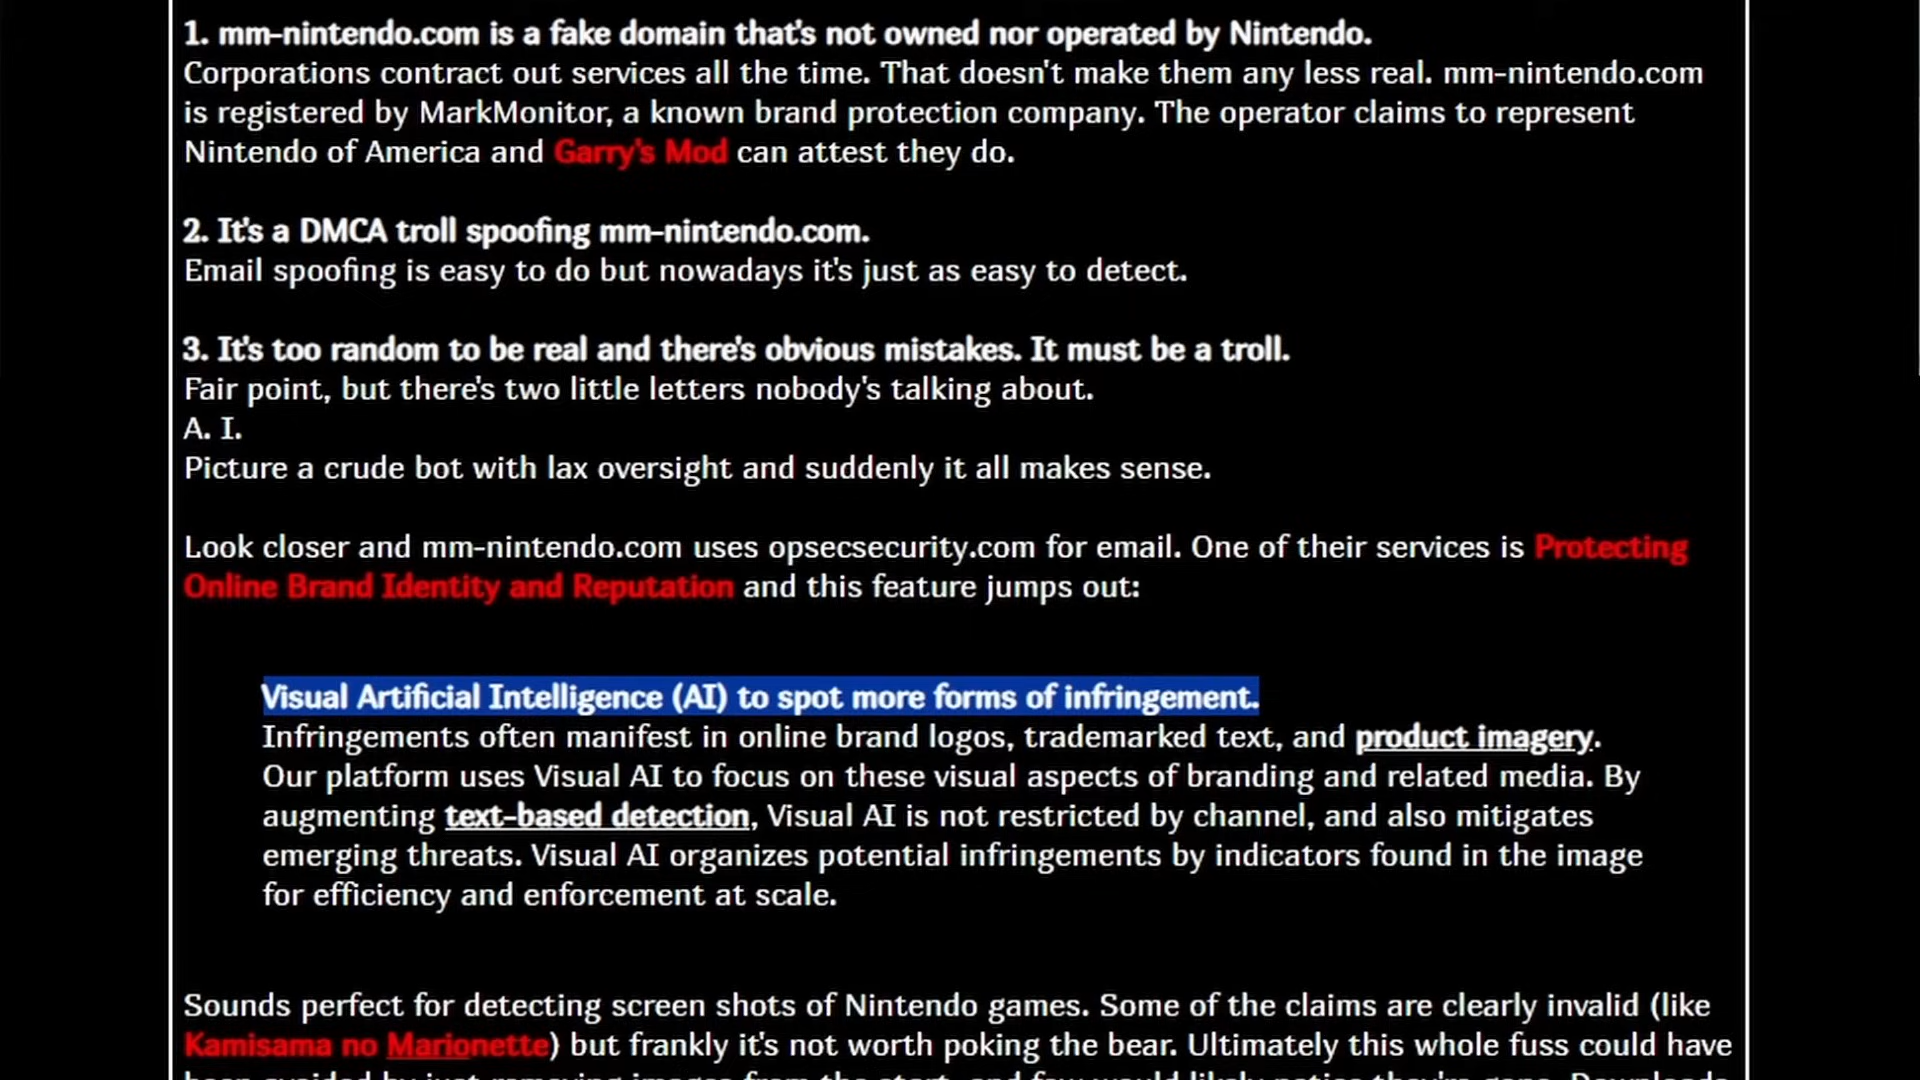 1. mm-nintendo.com is a fake domain that's not owned nor operated by Nintendo.
Corporations contract out services all the time. That doesn't make them any less real. mm-nintendo.com
is registered by MarkMonitor, a known brand protection company. The operator claims to represent
Nintendo of America and Garry's Mod can attest they do.
2. It's a DMCA troll spoofing mm-nintendo.com.
Email spoofing is easy to do but nowadays it's just as easy to detect.
3. It's too random to be real and there's obvious mistakes. It must be a troll.
Fair point, but there's two little letters nobody's talking about.
A. I.
Picture a crude bot with lax oversight and suddenly it all makes sense.
Look closer and mm-nintendo.com uses opsecsecurity.com for email. One of their services is Protecting
Online Brand Identity and Reputation and this feature jumps out:
Visual Artificial Intelligence (AI) to spot more forms of infringement.
Infringements often manifest in online brand logos, trademarked text, and product imagery.
Our platform uses Visual AI to focus on these visual aspects of branding and related media. By
augmenting text-based detection, Visual AI is not restricted by channel, and also mitigates
emerging threats. Visual AI organizes potential infringements by indicators found in the image
for efficiency and enforcement at scale.
Sounds perfect for detecting screen shots of Nintendo games. Some of the claims are clearly invalid (like
Kamisama no Marionette) but frankly it's not worth poking the bear. Ultimately this whole fuss could have